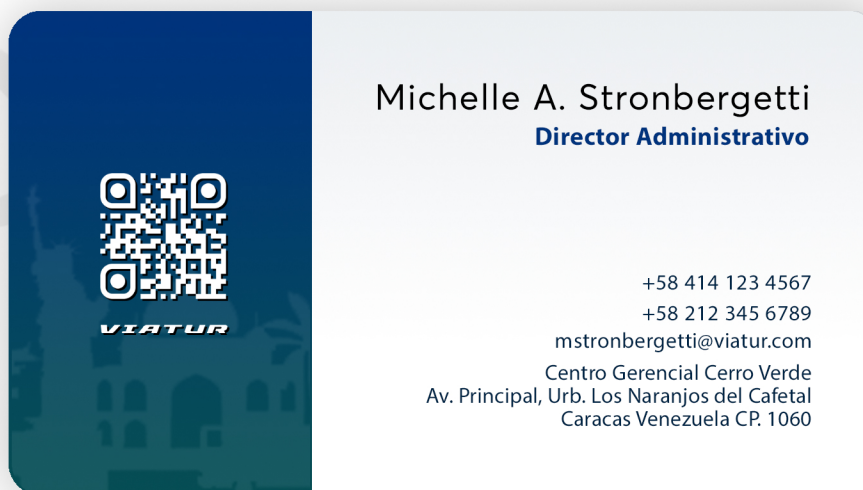 VIATUR
Michelle A. Stronbergetti
Director Administrativo
+58 414 123 4567
+58 212 345 6789
mstronbergetti@viatur.com
Centro Gerencial Cerro Verde
Av. Principal, Urb. Los Naranjos del Cafetal
Caracas Venezuela CP. 1060